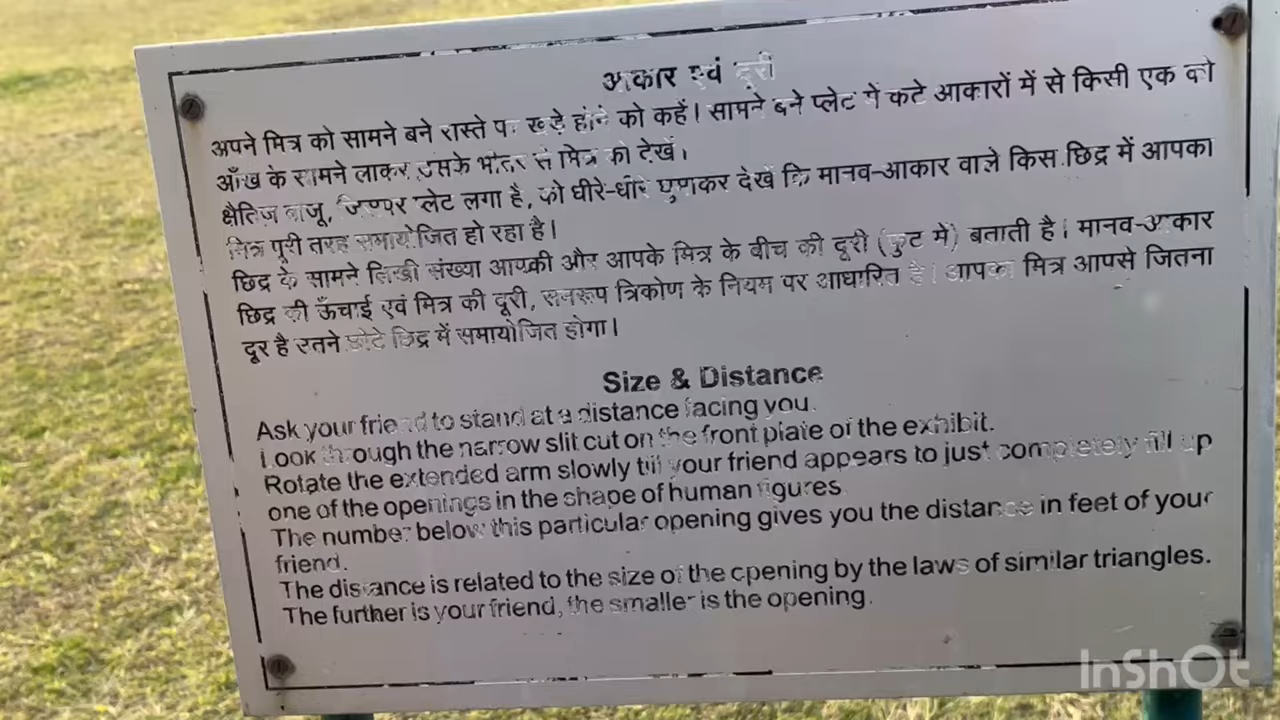 आकार एवं दूरी
अपने मित्र को सामने बने रास्ते पर खड़े होने को कहें। सामने बने प्लेट में कटे आकारों में से किसी एक को
आँख के सामने लाकर उसके भीतर से मित्र को देखें।
क्षैतिज बाजू, जिसपर प्लेट लगा है, को धीरे-धीरे घुमाकर देखें कि मानव-आकार वाले किस छिद्र में आपका
मित्र पूरी तरह समायोजित हो रहा है।
छिद्र के सामने लिखी संख्या आपकी और आपके मित्र के बीच की दूरी (फुट में) बताती है। मानव-आकार
छिद्र की ऊँचाई एवं मित्र की दूरी, समरूप त्रिकोण के नियम पर आधारित है। आपका मित्र आपसे जितना
दूर है उतने छोटे छिद्र में समायोजित होगा।
Size & Distance
Ask your friend to stand at a distance facing you.
Look through the narrow slit cut on the front plate of the exhibit.
Rotate the extended arm slowly till your friend appears to just completely fill up
one of the openings in the shape of human figures
The number below this particular opening gives you the distance in feet of your
friend.
The distance is related to the size of the opening by the laws of similar triangles.
The further is your friend, the smaller is the opening.
InShOt